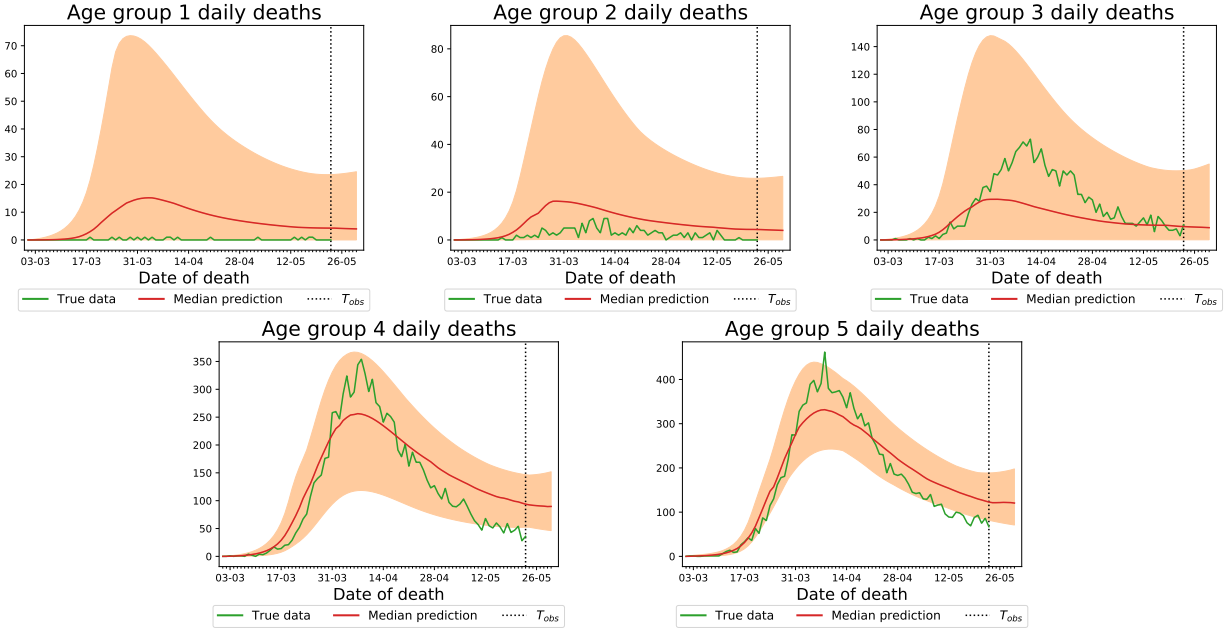 Age group 1 daily deaths
70
60
50
40
30
20
10
0
03-03 17-03 31-03 14-04 28-04 12-05 26-05
Date of death
True data Median prediction T_obs
Age group 2 daily deaths
80
60
40
20
0
03-03 17-03 31-03 14-04 28-04 12-05 26-05
Date of death
True data Median prediction T_obs
Age group 3 daily deaths
140
120
100
80
60
40
20
0
03-03 17-03 31-03 14-04 28-04 12-05 26-05
Date of death
True data Median prediction T_obs
Age group 4 daily deaths
350
300
250
200
150
100
50
0
03-03 17-03 31-03 14-04 28-04 12-05 26-05
Date of death
True data Median prediction T_obs
Age group 5 daily deaths
400
300
200
100
0
03-03 17-03 31-03 14-04 28-04 12-05 26-05
Date of death
True data Median prediction T_obs